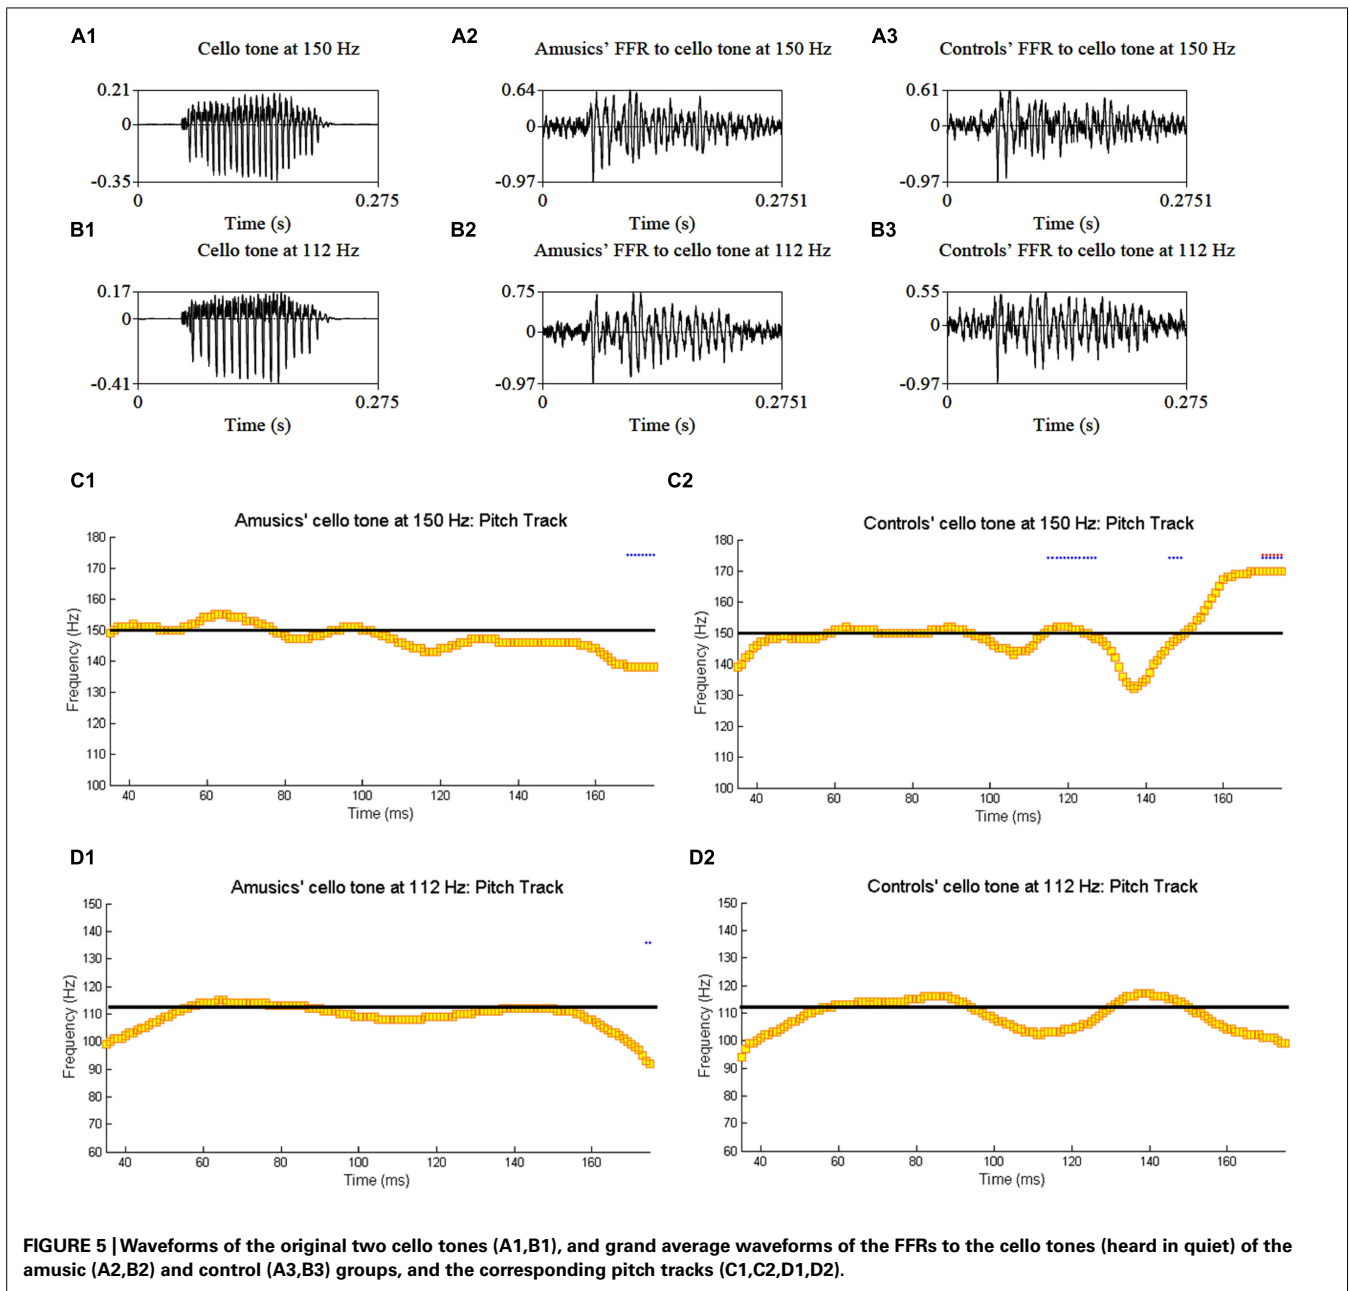 A1
Cello tone at 150 Hz
0.21
0
-0.35
0
0.275
Time (s)
A2
Amusics' FFR to cello tone at 150 Hz
0.64
0
-0.97
0
0.2751
Time (s)
A3
Controls' FFR to cello tone at 150 Hz
0.61
0
-0.97
0
0.2751
Time (s)
B1
Cello tone at 112 Hz
0.17
0
-0.41
0
0.275
Time (s)
B2
Amusics' FFR to cello tone at 112 Hz
0.75
0
-0.97
0
0.2751
Time (s)
B3
Controls' FFR to cello tone at 112 Hz
0.55
0
-0.97
0
0.275
Time (s)
C1
Amusics' cello tone at 150 Hz: Pitch Track
180
170
160
150
140
130
120
110
100
Frequency (Hz)
40 60 80 100 120 140 160
Time (ms)
C2
Controls' cello tone at 150 Hz: Pitch Track
180
170
160
150
140
130
120
110
100
Frequency (Hz)
40 60 80 100 120 140 160
Time (ms)
D1
Amusics' cello tone at 112 Hz: Pitch Track
150
140
130
120
110
100
90
80
70
60
Frequency (Hz)
40 60 80 100 120 140 160
Time (ms)
D2
Controls' cello tone at 112 Hz: Pitch Track
150
140
130
120
110
100
90
80
70
60
Frequency (Hz)
40 60 80 100 120 140 160
Time (ms)
FIGURE 5 | Waveforms of the original two cello tones (A1,B1), and grand average waveforms of the FFRs to the cello tones (heard in quiet) of the
amusic (A2,B2) and control (A3,B3) groups, and the corresponding pitch tracks (C1,C2,D1,D2).